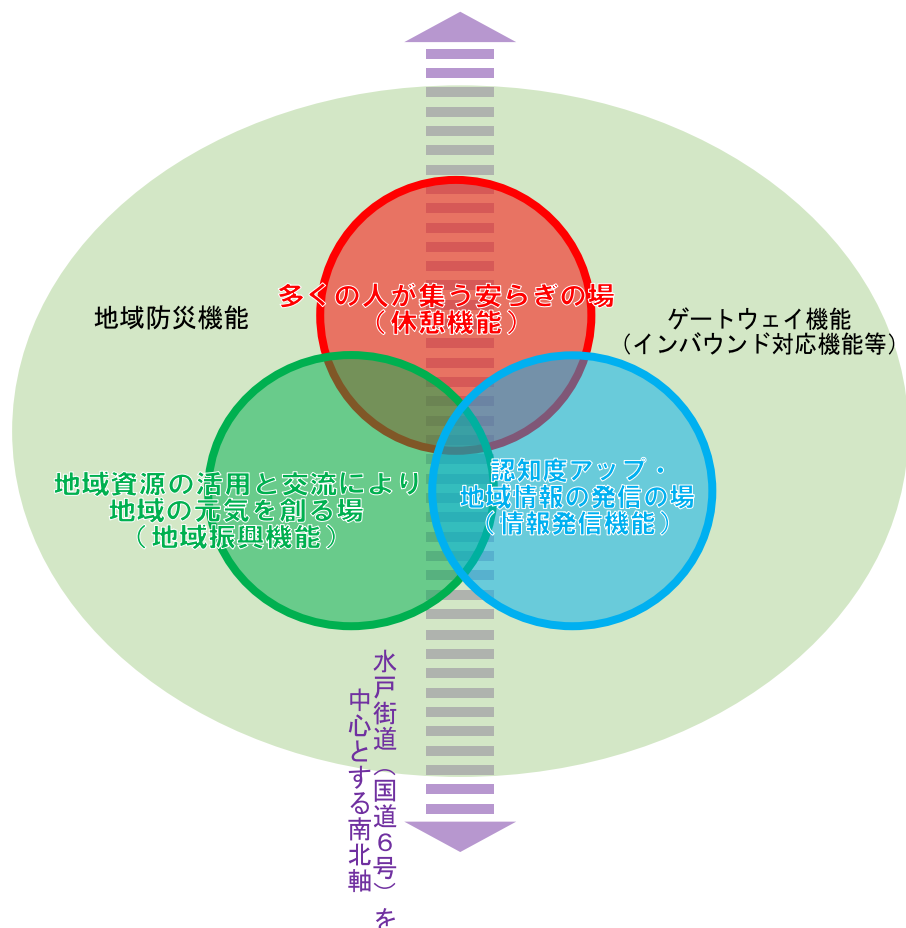 多くの人が集う安らぎの場
（休憩機能）
地域防災機能
ゲートウェイ機能
（インバウンド対応機能等）
地域資源の活用と交流により
地域の元気を創る場
（地域振興機能）
認知度アップ・
地域情報の発信の場
（情報発信機能）
水戸街道（国道６号）を
中心とする南北軸